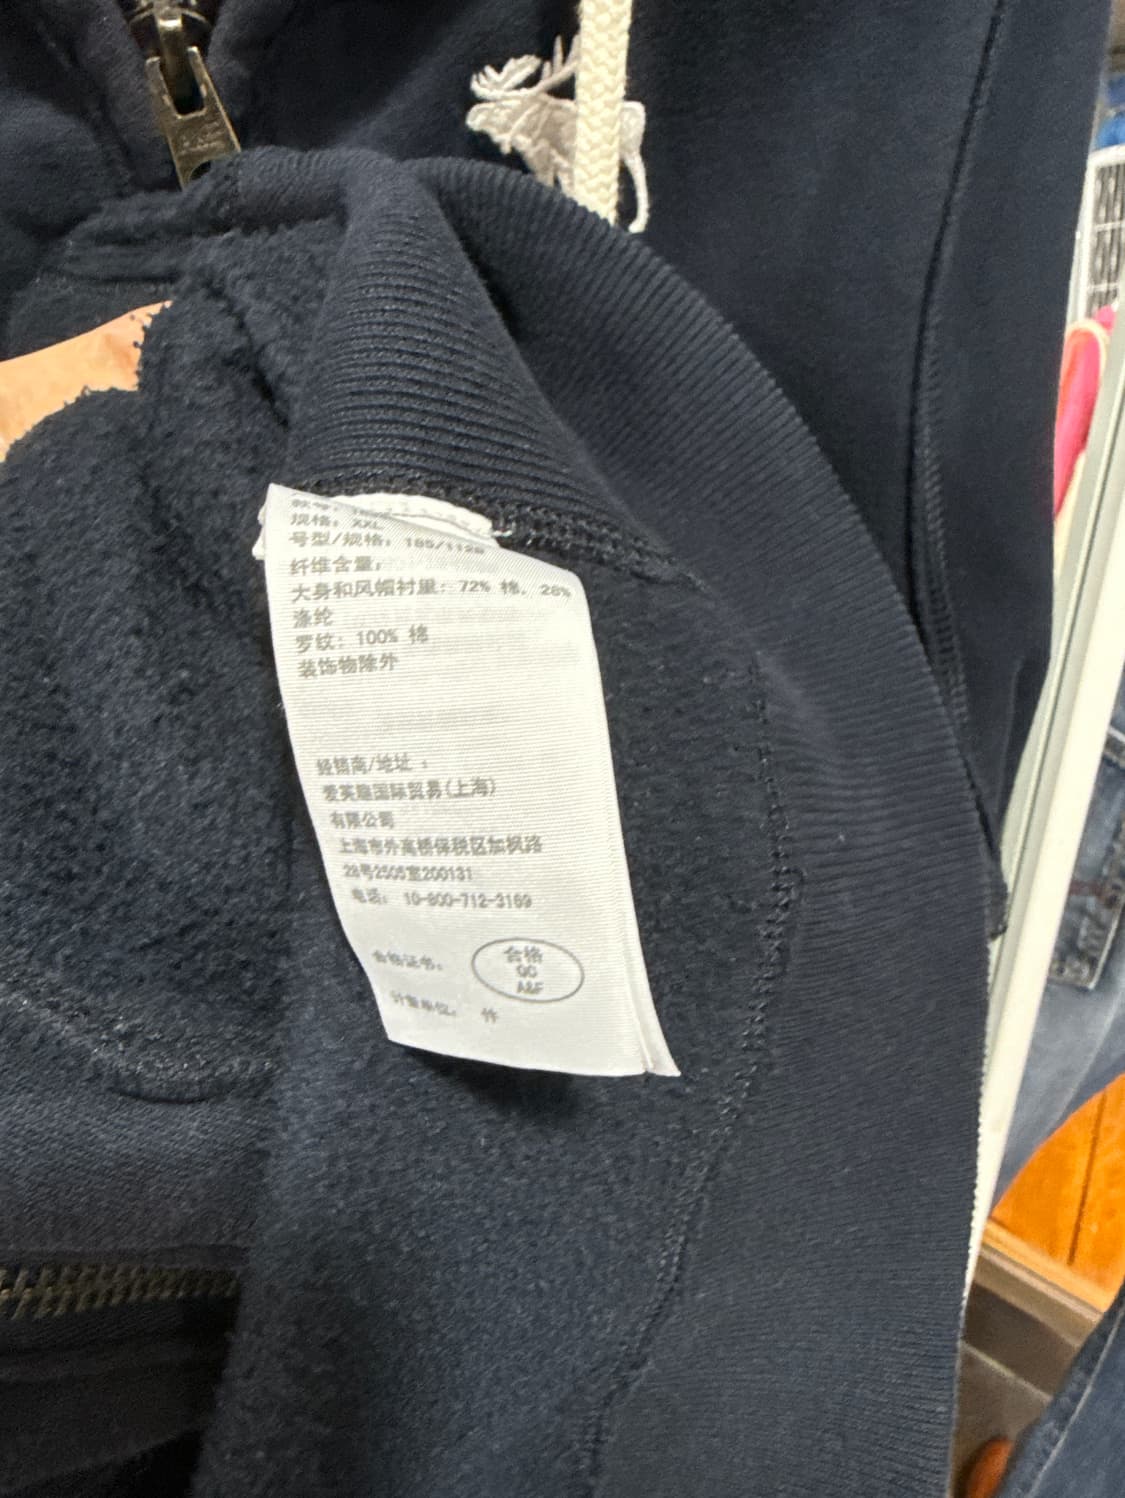 规格：XXL
号型/规格：185/112B
纤维含量：
大身和风帽衬里：72% 棉，28%
涤纶
罗纹：100% 棉
装饰物除外
经销商/地址：
爱芙趣国际贸易(上海)
有限公司
上海市外高桥保税区加枫路
28号2505室200131
电话：10-800-712-3169
合格证书：
合格
QC
A&F
计量单位： 件